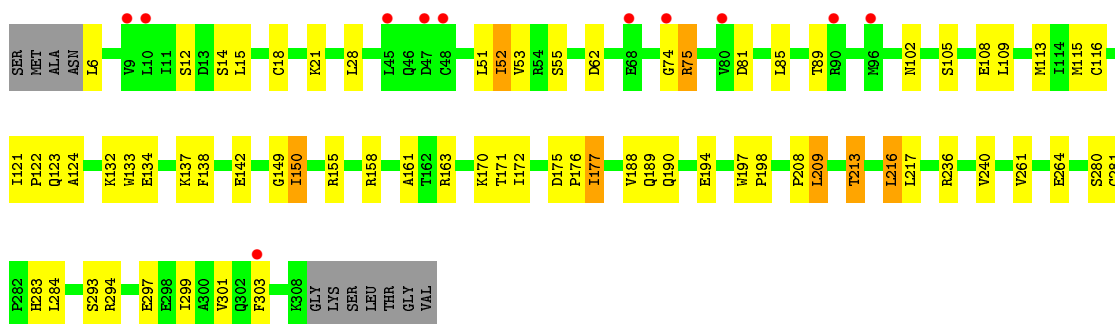 SER MET ALA ASN L6 V9 L10 I11 S12 D13 S14 L15 C18 K21 L28 L45 Q46 D47 C48 L51 I52 V53 R54 S55 D62 E68 G74 R75 V80 D81 L85 T89 R90 M96 N102 S105 E108 L109 M113 I114 M115 C116
I121 P122 Q123 A124 K132 W133 E134 K137 F138 E142 G149 I150 R155 R158 A161 T162 R163 K170 T171 I172 D175 P176 I177 V188 Q189 Q190 E194 W197 P198 P208 L209 T213 L216 L217 R236 V240 V261 E264 S280
P282 H283 L284 S293 R294 E297 E298 I299 A300 V301 Q302 F303 K308 GLY LYS SER LEU THR GLY VAL